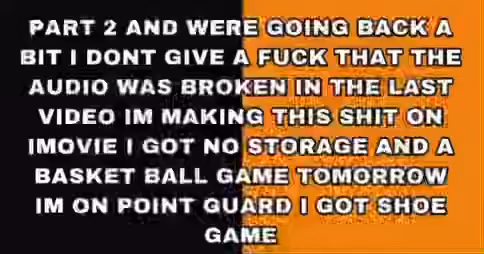 PART 2 AND WERE GOING BACK A
BIT I DONT GIVE A FUCK THAT THE
AUDIO WAS BROKEN IN THE LAST
VIDEO IM MAKING THIS SHIT ON
IMOVIE I GOT NO STORAGE AND A
BASKET BALL GAME TOMORROW
IM ON POINT GUARD I GOT SHOE
GAME